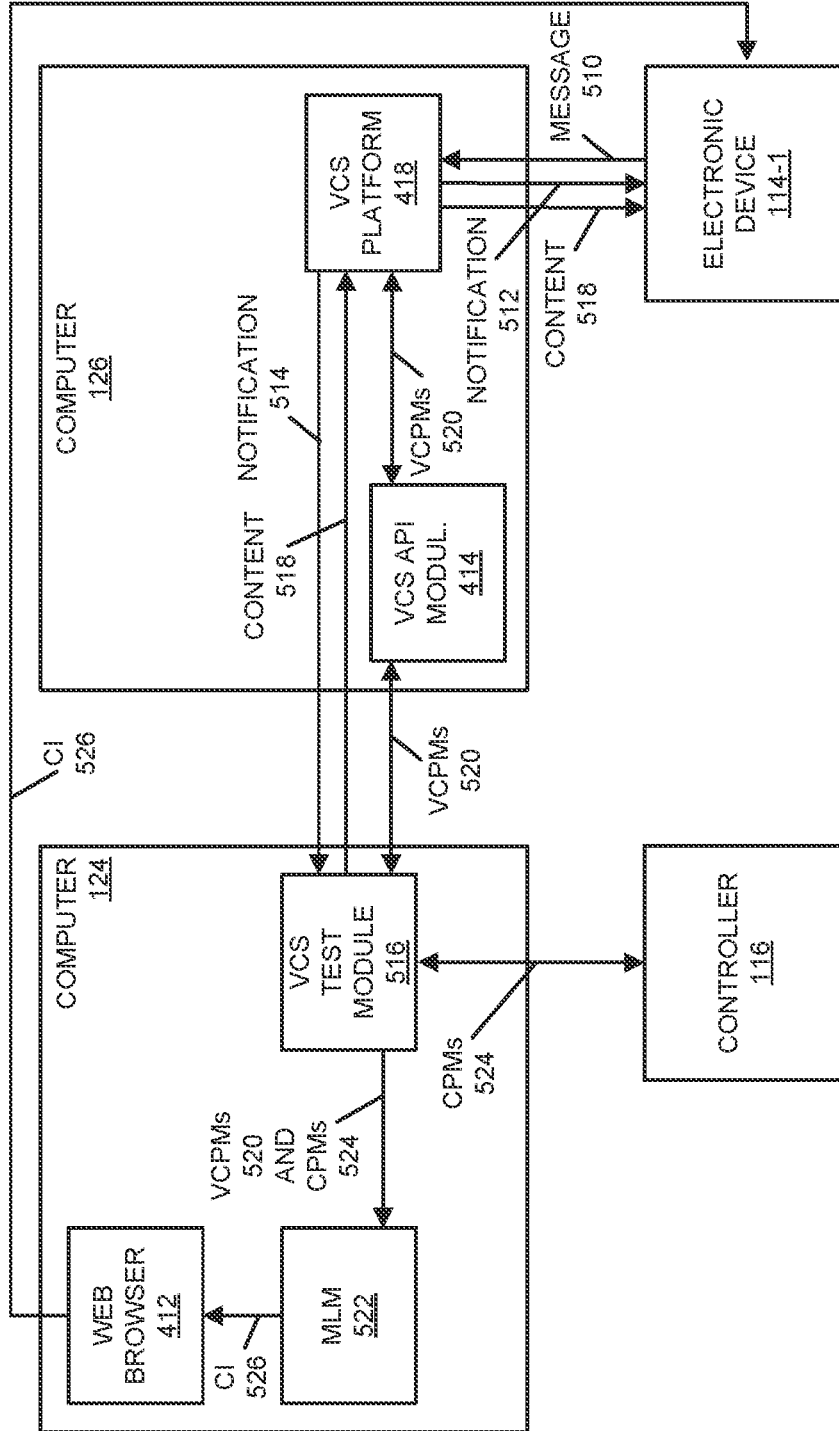 CI
526
COMPUTER
124
WEB
BROWSER
412
CI
526
MLM
522
VCPMs
520
AND
CPMs
524
VCS
TEST
MODULE
516
CPMs
524
CONTROLLER
116
VCPMs
520
COMPUTER
126
NOTIFICATION
514
CONTENT
518
VCS API
MODUL.
414
VCPMs
520
VCS
PLATFORM
418
MESSAGE
510
NOTIFICATION
512
CONTENT
518
ELECTRONIC
DEVICE
114-1